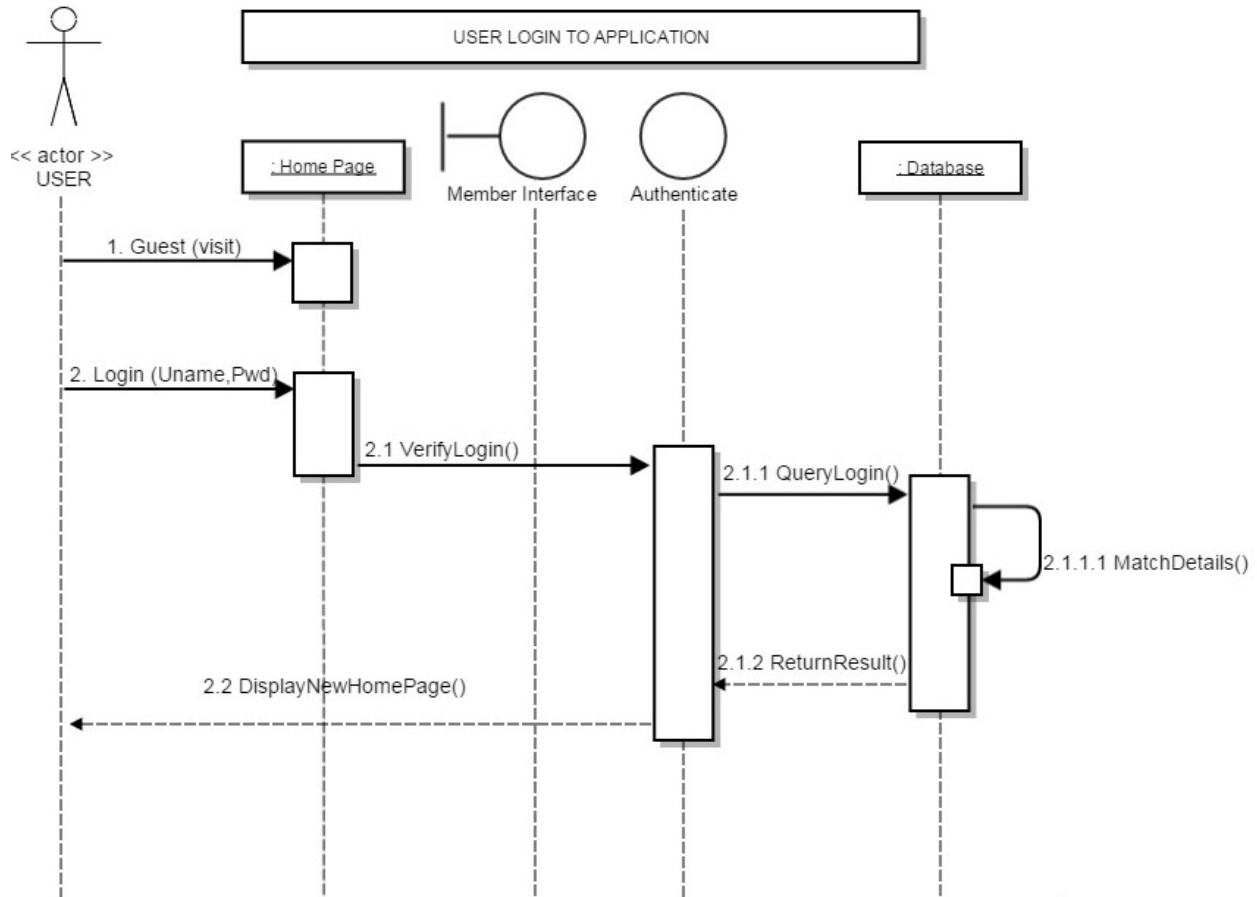 USER LOGIN TO APPLICATION
<< actor >>
USER
: Home Page
Member Interface
Authenticate
: Database
1. Guest (visit)
2. Login (Uname,Pwd)
2.1 VerifyLogin()
2.1.1 QueryLogin()
2.1.1.1 MatchDetails()
2.1.2 ReturnResult()
2.2 DisplayNewHomePage()